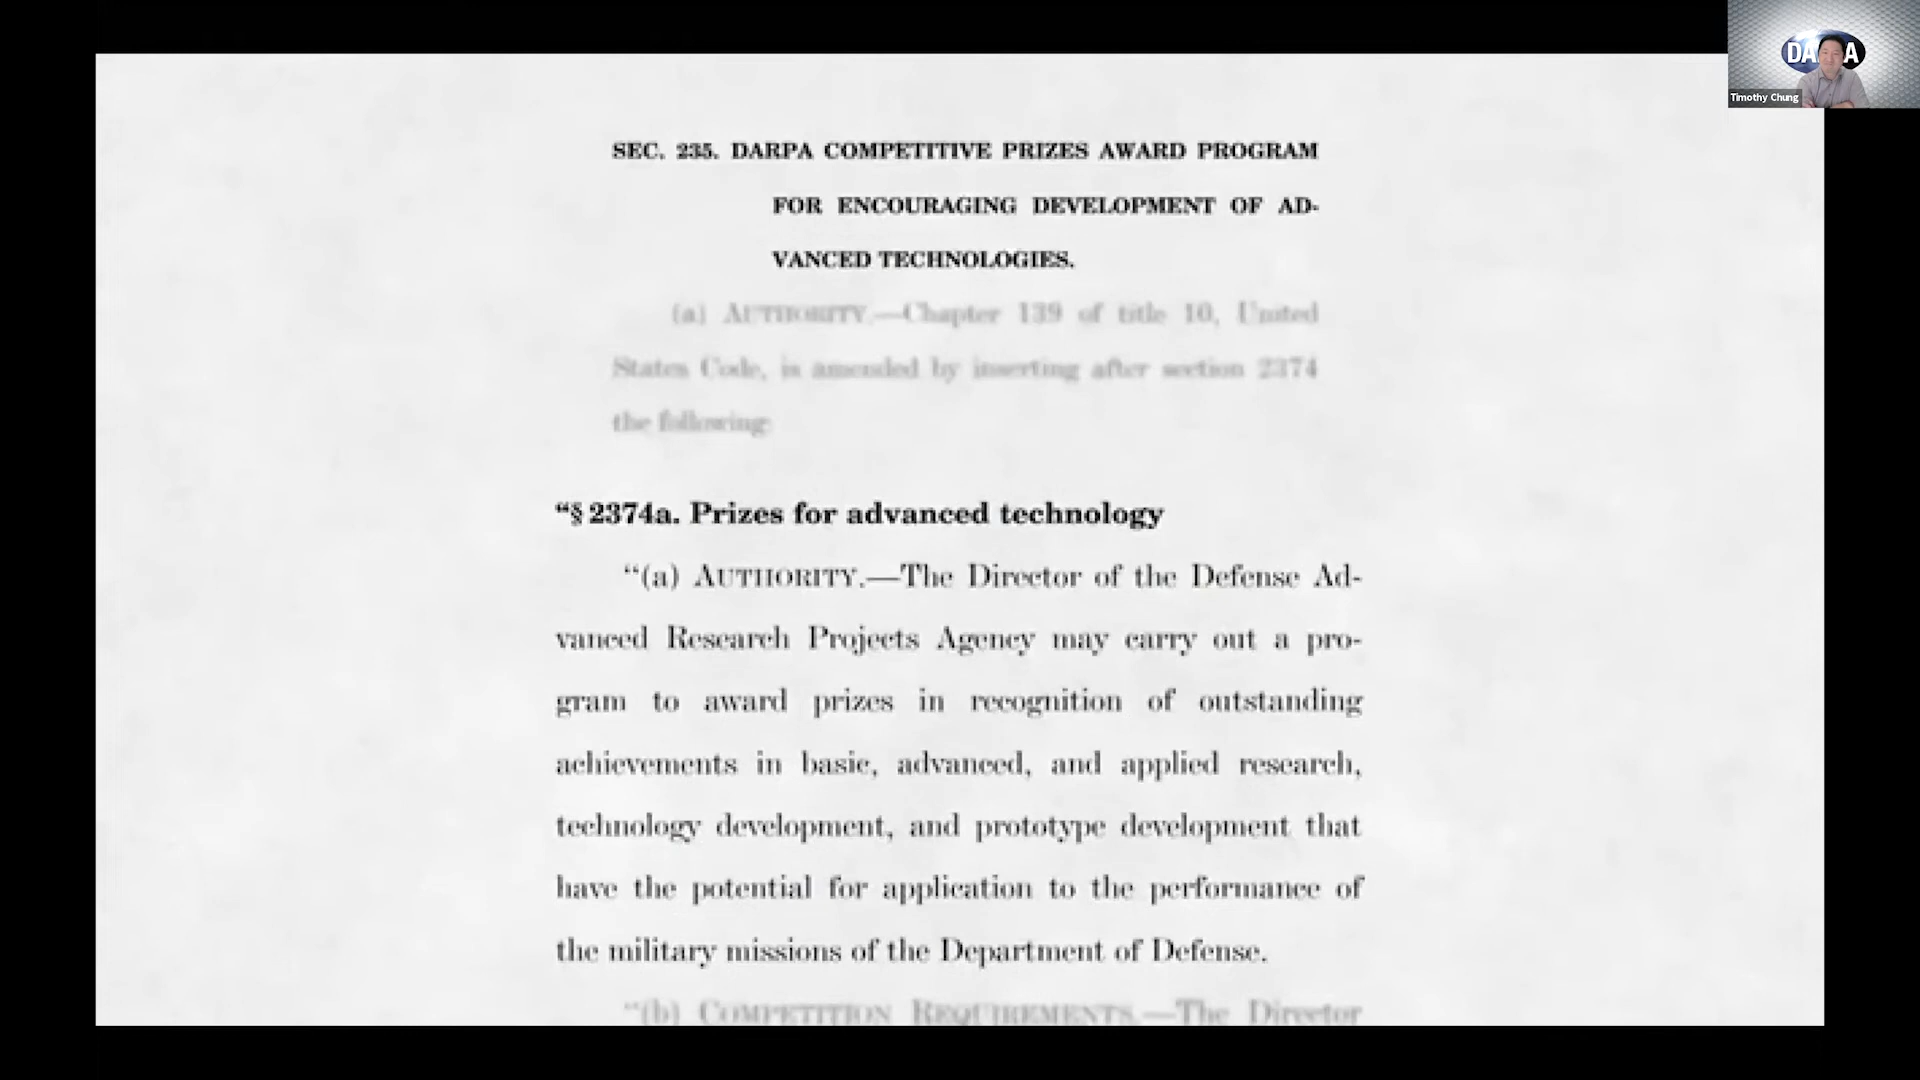 DA A
Timothy Chung
SEC. 235. DARPA COMPETITIVE PRIZES AWARD PROGRAM
FOR ENCOURAGING DEVELOPMENT OF AD-
VANCED TECHNOLOGIES.
(a) AUTHORITY.—Chapter 139 of title 10, United
States Code, is amended by inserting after section 2374
the following:
“§ 2374a. Prizes for advanced technology
“(a) AUTHORITY.—The Director of the Defense Ad-
vanced Research Projects Agency may carry out a pro-
gram to award prizes in recognition of outstanding
achievements in basic, advanced, and applied research,
technology development, and prototype development that
have the potential for application to the performance of
the military missions of the Department of Defense.
“(b) COMPETITION REQUIREMENTS.—The Director